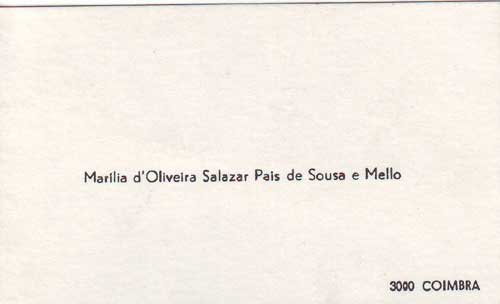 Marília d'Oliveira Salazar Pais de Sousa e Mello
3000 COIMBRA